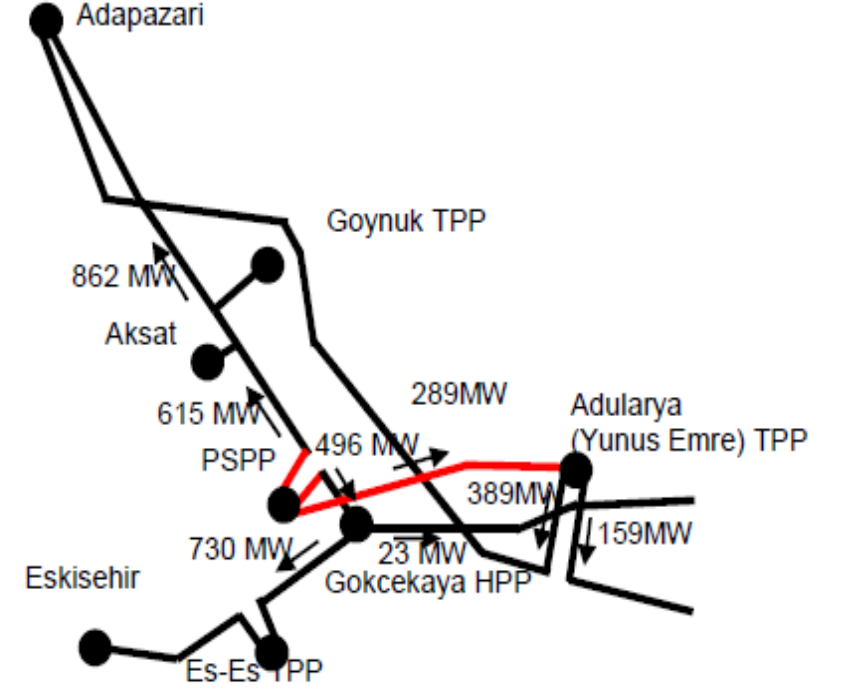 Adapazari
Goynuk TPP
862 MW
Aksat
289MW
Adularya
(Yunus Emre) TPP
615 MW
496 MW
PSPP
389MW
159MW
730 MW
23 MW
Eskisehir
Gokcekaya HPP
Es-Es TPP